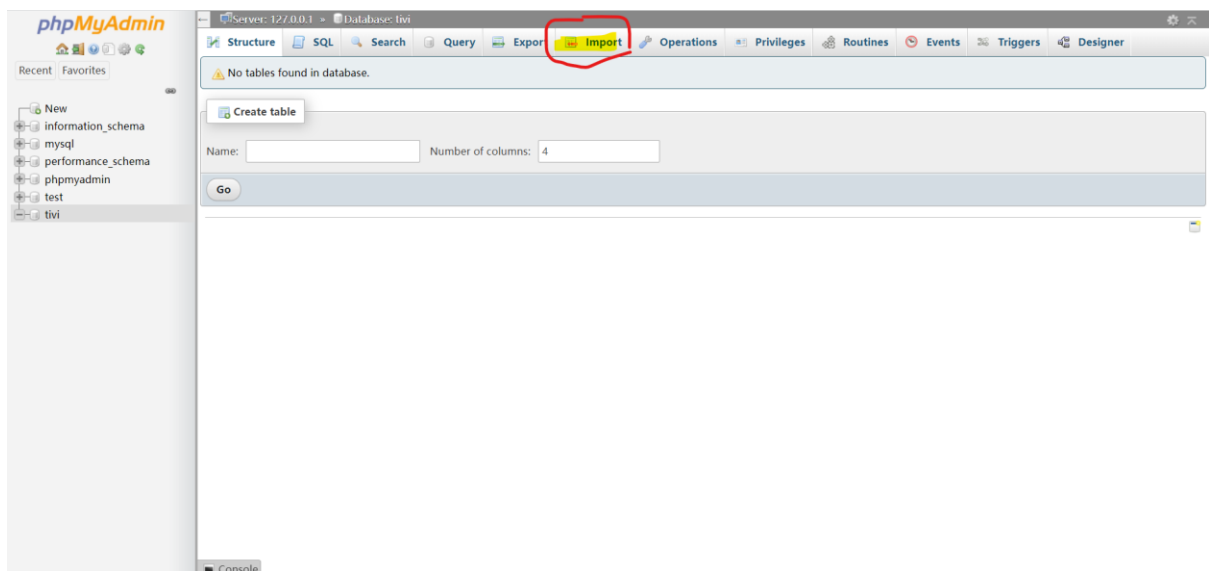 phpMyAdmin
Recent Favorites
New
information_schema
mysql
performance_schema
phpmyadmin
test
tivi
Server: 127.0.0.1 » Database: tivi
Structure SQL Search Query Export Import Operations Privileges Routines Events Triggers Designer
No tables found in database.
Create table
Name: Number of columns: 4
Go
Console